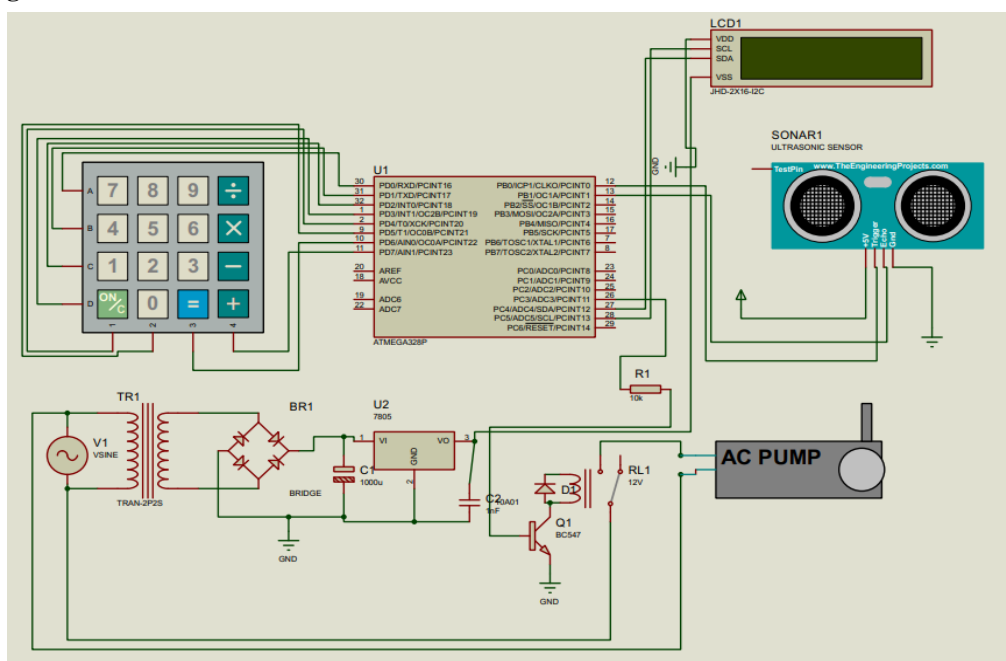 LCD1
VDD
SCL
SDA
VSS
JHD-2X16-I2C
SONAR1
ULTRASONIC SENSOR
TestPin
www.TheEngineeringProjects.com
+5V
Trigger
Echo
Gnd
GND
A
B
C
D
7 8 9 ÷
4 5 6 ×
1 2 3 −
ON/C 0 = +
1 2 3 4
U1
30 PD0/RXD/PCINT16
31 PD1/TXD/PCINT17
32 PD2/INT0/PCINT18
1 PD3/INT1/OC2B/PCINT19
2 PD4/T0/XCK/PCINT20
9 PD5/T1/OC0B/PCINT21
10 PD6/AIN0/OC0A/PCINT22
11 PD7/AIN1/PCINT23
20 AREF
18 AVCC
19 ADC6
22 ADC7
PB0/ICP1/CLKO/PCINT0 12
PB1/OC1A/PCINT1 13
PB2/SS/OC1B/PCINT2 14
PB3/MOSI/OC2A/PCINT3 15
PB4/MISO/PCINT4 16
PB5/SCK/PCINT5 17
PB6/TOSC1/XTAL1/PCINT6 7
PB7/TOSC2/XTAL2/PCINT7 8
PC0/ADC0/PCINT8 23
PC1/ADC1/PCINT9 24
PC2/ADC2/PCINT10 25
PC3/ADC3/PCINT11 26
PC4/ADC4/SDA/PCINT12 27
PC5/ADC5/SCL/PCINT13 28
PC6/RESET/PCINT14 29
ATMEGA328P
R1
10k
TR1
TRAN-2P2S
V1
VSINE
BR1
BRIDGE
U2
7805
1 VI
VO 3
GND
2
C1
1000u
C2
1nF
10A01
D1
Q1
BC547
RL1
12V
AC PUMP
GND
GND